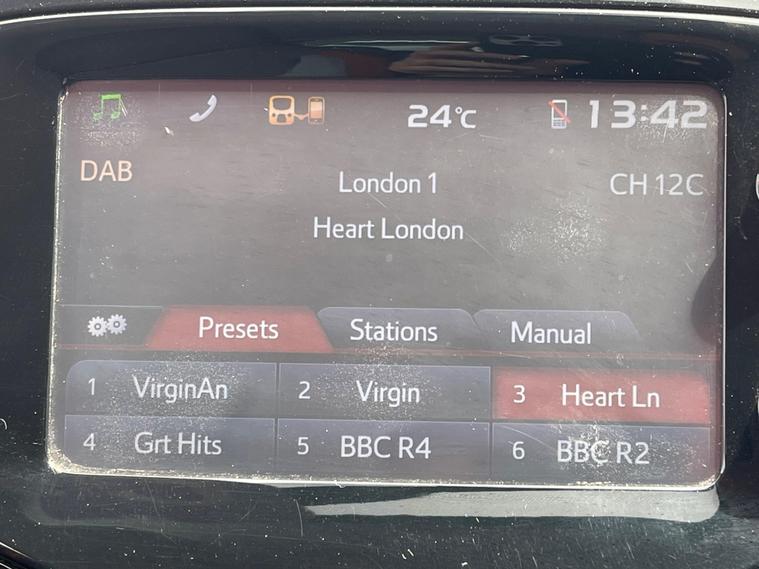 24°C 13:42
DAB London 1 CH 12C
Heart London
Presets Stations Manual
1 VirginAn 2 Virgin 3 Heart Ln
4 Grt Hits 5 BBC R4 6 BBC R2